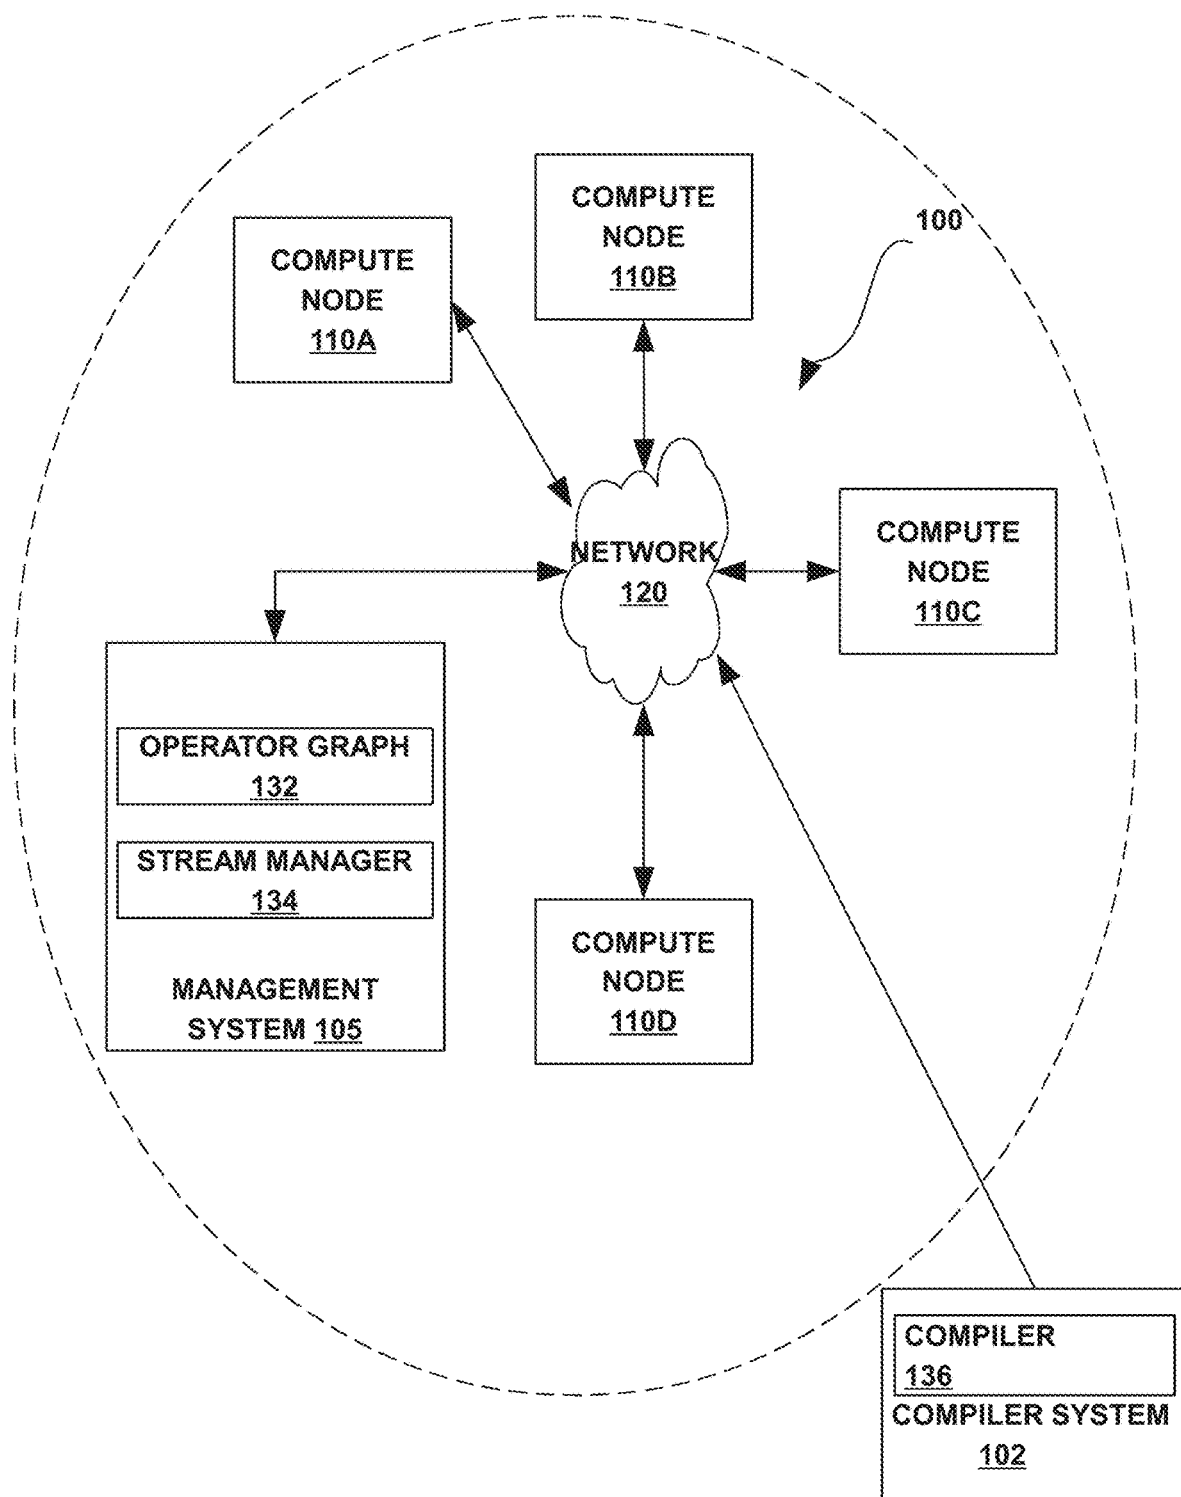 COMPUTE
NODE
110B
100
COMPUTE
NODE
110A
COMPUTE
NODE
110C
NETWORK
120
OPERATOR GRAPH
132
STREAM MANAGER
134
MANAGEMENT
SYSTEM 105
COMPUTE
NODE
110D
COMPILER
136
COMPILER SYSTEM
102